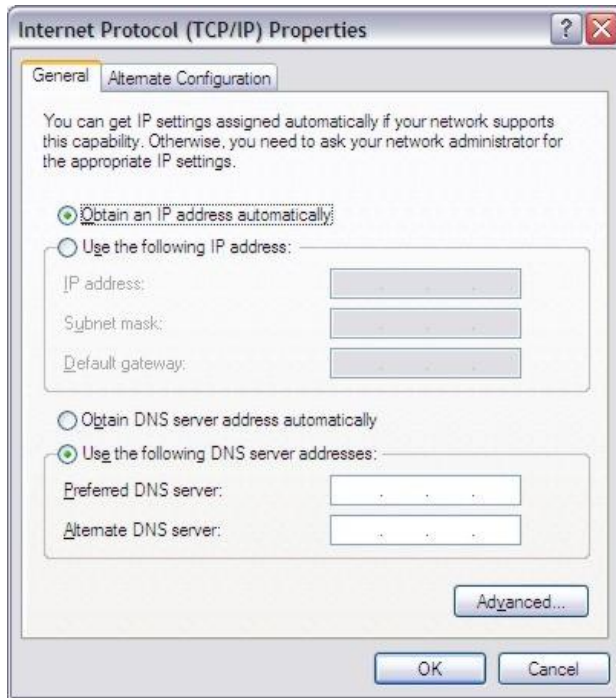 Internet Protocol (TCP/IP) Properties
General
Alternate Configuration
You can get IP settings assigned automatically if your network supports
this capability. Otherwise, you need to ask your network administrator for
the appropriate IP settings.
Obtain an IP address automatically
Use the following IP address:
IP address:
Subnet mask:
Default gateway:
Obtain DNS server address automatically
Use the following DNS server addresses:
Preferred DNS server:
Alternate DNS server:
Advanced...
OK
Cancel